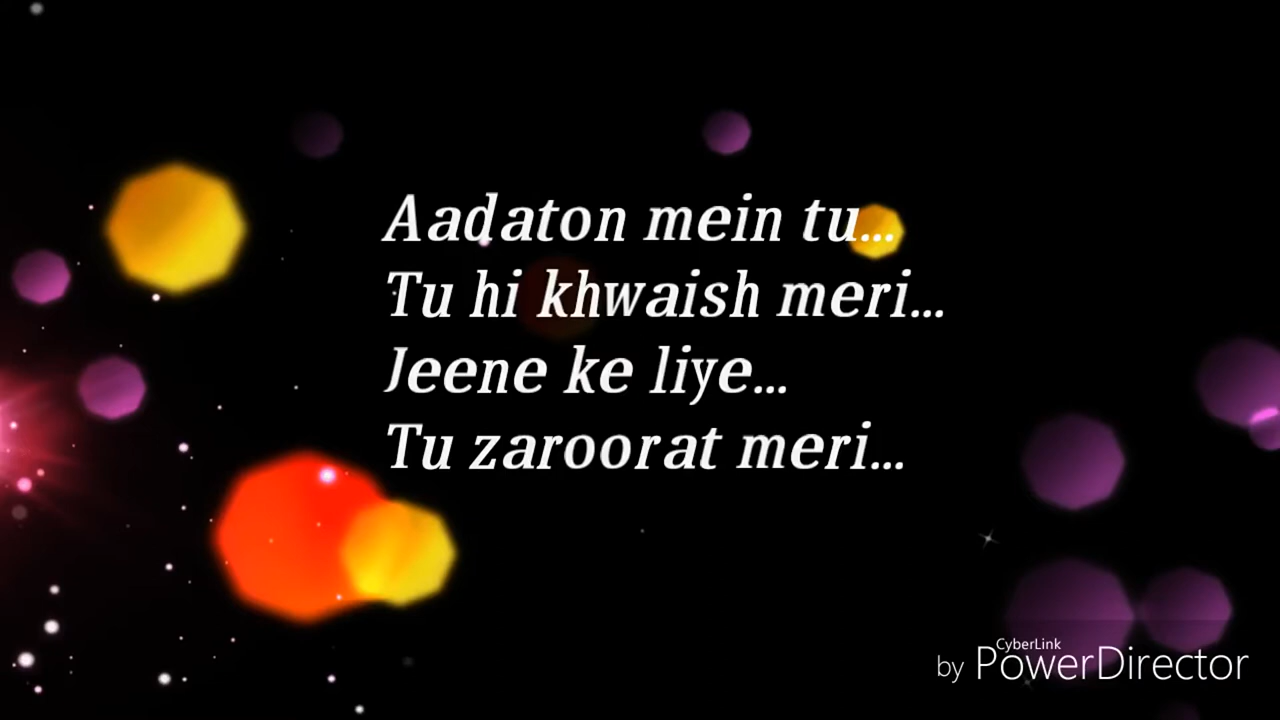 Aadaton mein tu...
Tu hi khwaish meri...
Jeene ke liye...
Tu zaroorat meri...
CyberLink
by PowerDirector